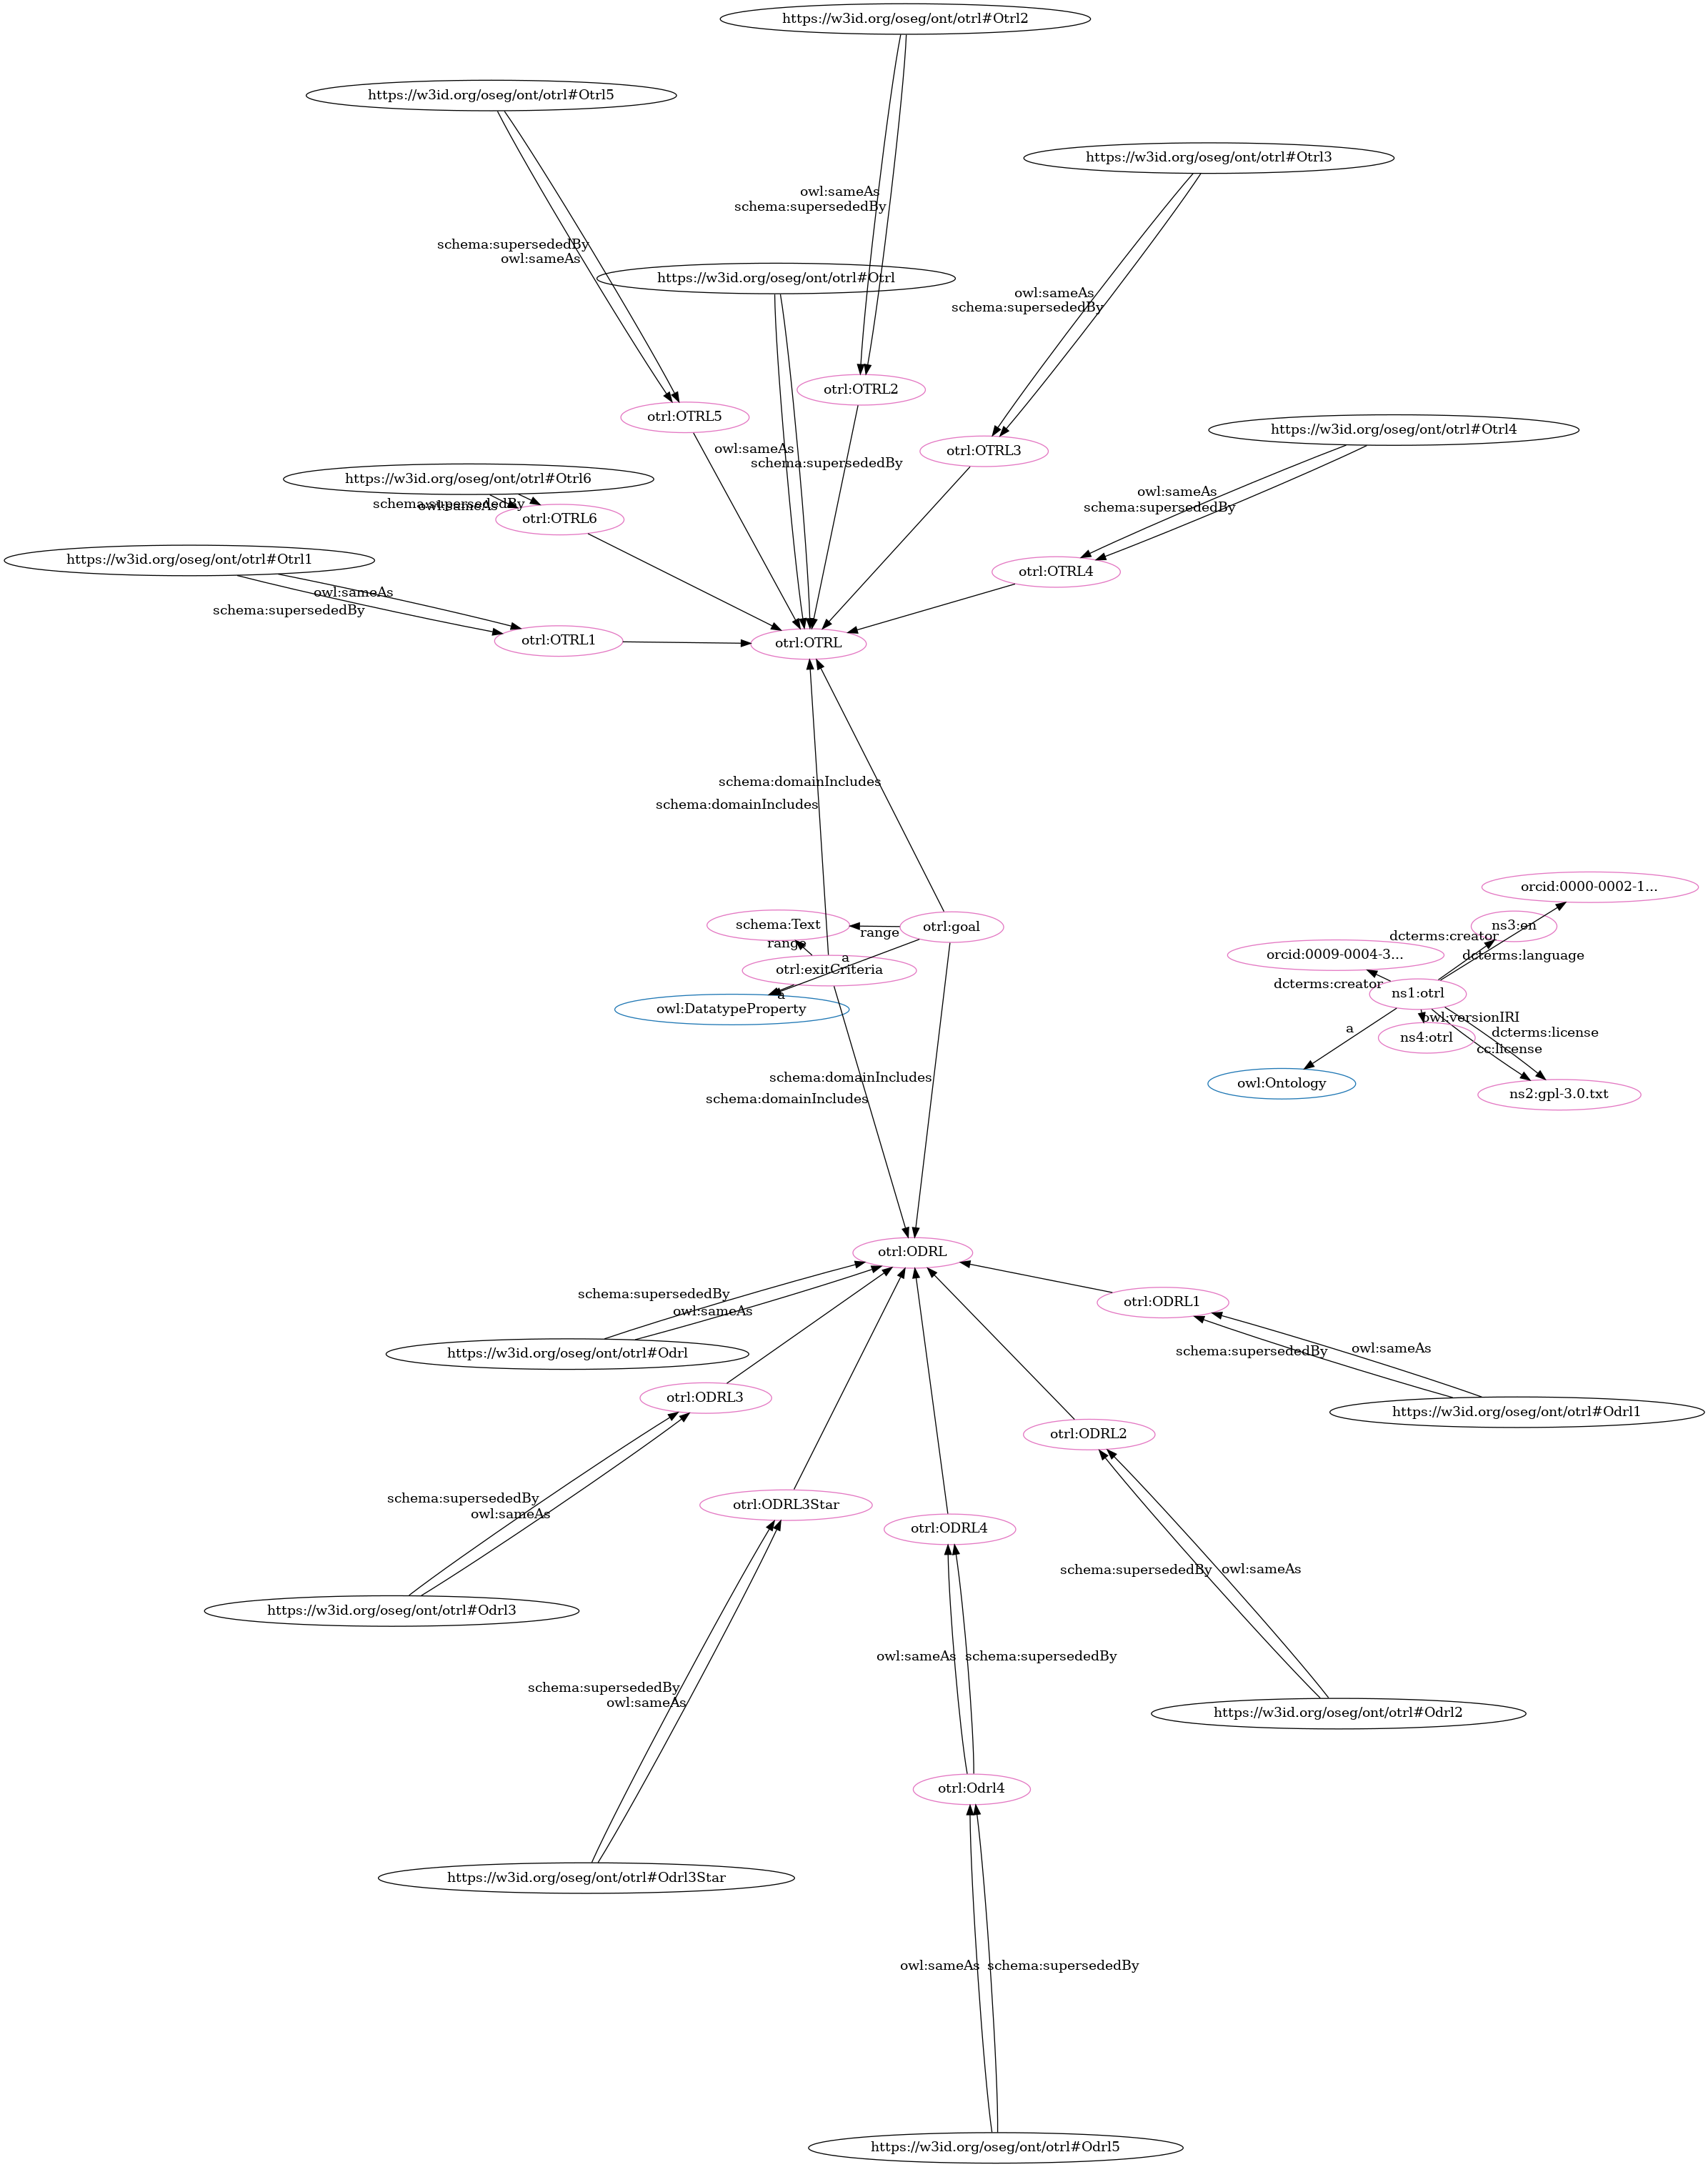 https://w3id.org/oseg/ont/otrl#Otrl2
https://w3id.org/oseg/ont/otrl#Otrl5
https://w3id.org/oseg/ont/otrl#Otrl3
owl:sameAs
schema:supersededBy
schema:supersededBy
owl:sameAs
https://w3id.org/oseg/ont/otrl#Otrl
owl:sameAs
schema:supersededBy
otrl:OTRL2
otrl:OTRL5
https://w3id.org/oseg/ont/otrl#Otrl4
otrl:OTRL3
owl:sameAs
schema:supersededBy
https://w3id.org/oseg/ont/otrl#Otrl6
owl:sameAs
schema:supersededBy
schema:supersededBy
owl:sameAs
otrl:OTRL6
https://w3id.org/oseg/ont/otrl#Otrl1
otrl:OTRL4
owl:sameAs
schema:supersededBy
otrl:OTRL1
otrl:OTRL
schema:domainIncludes
schema:domainIncludes
orcid:0000-0002-1...
schema:Text
otrl:goal
ns3:en
range
range
dcterms:creator
orcid:0009-0004-3...
dcterms:language
a
otrl:exitCriteria
dcterms:creator
ns1:otrl
a
owl:DatatypeProperty
owl:versionIRI
a
dcterms:license
ns4:otrl
cc:license
schema:domainIncludes
owl:Ontology
ns2:gpl-3.0.txt
schema:domainIncludes
otrl:ODRL
schema:supersededBy
otrl:ODRL1
owl:sameAs
https://w3id.org/oseg/ont/otrl#Odrl
owl:sameAs
schema:supersededBy
otrl:ODRL3
https://w3id.org/oseg/ont/otrl#Odrl1
otrl:ODRL2
schema:supersededBy
otrl:ODRL3Star
owl:sameAs
otrl:ODRL4
schema:supersededBy
owl:sameAs
https://w3id.org/oseg/ont/otrl#Odrl3
owl:sameAs
schema:supersededBy
schema:supersededBy
owl:sameAs
https://w3id.org/oseg/ont/otrl#Odrl2
otrl:Odrl4
https://w3id.org/oseg/ont/otrl#Odrl3Star
owl:sameAs
schema:supersededBy
https://w3id.org/oseg/ont/otrl#Odrl5